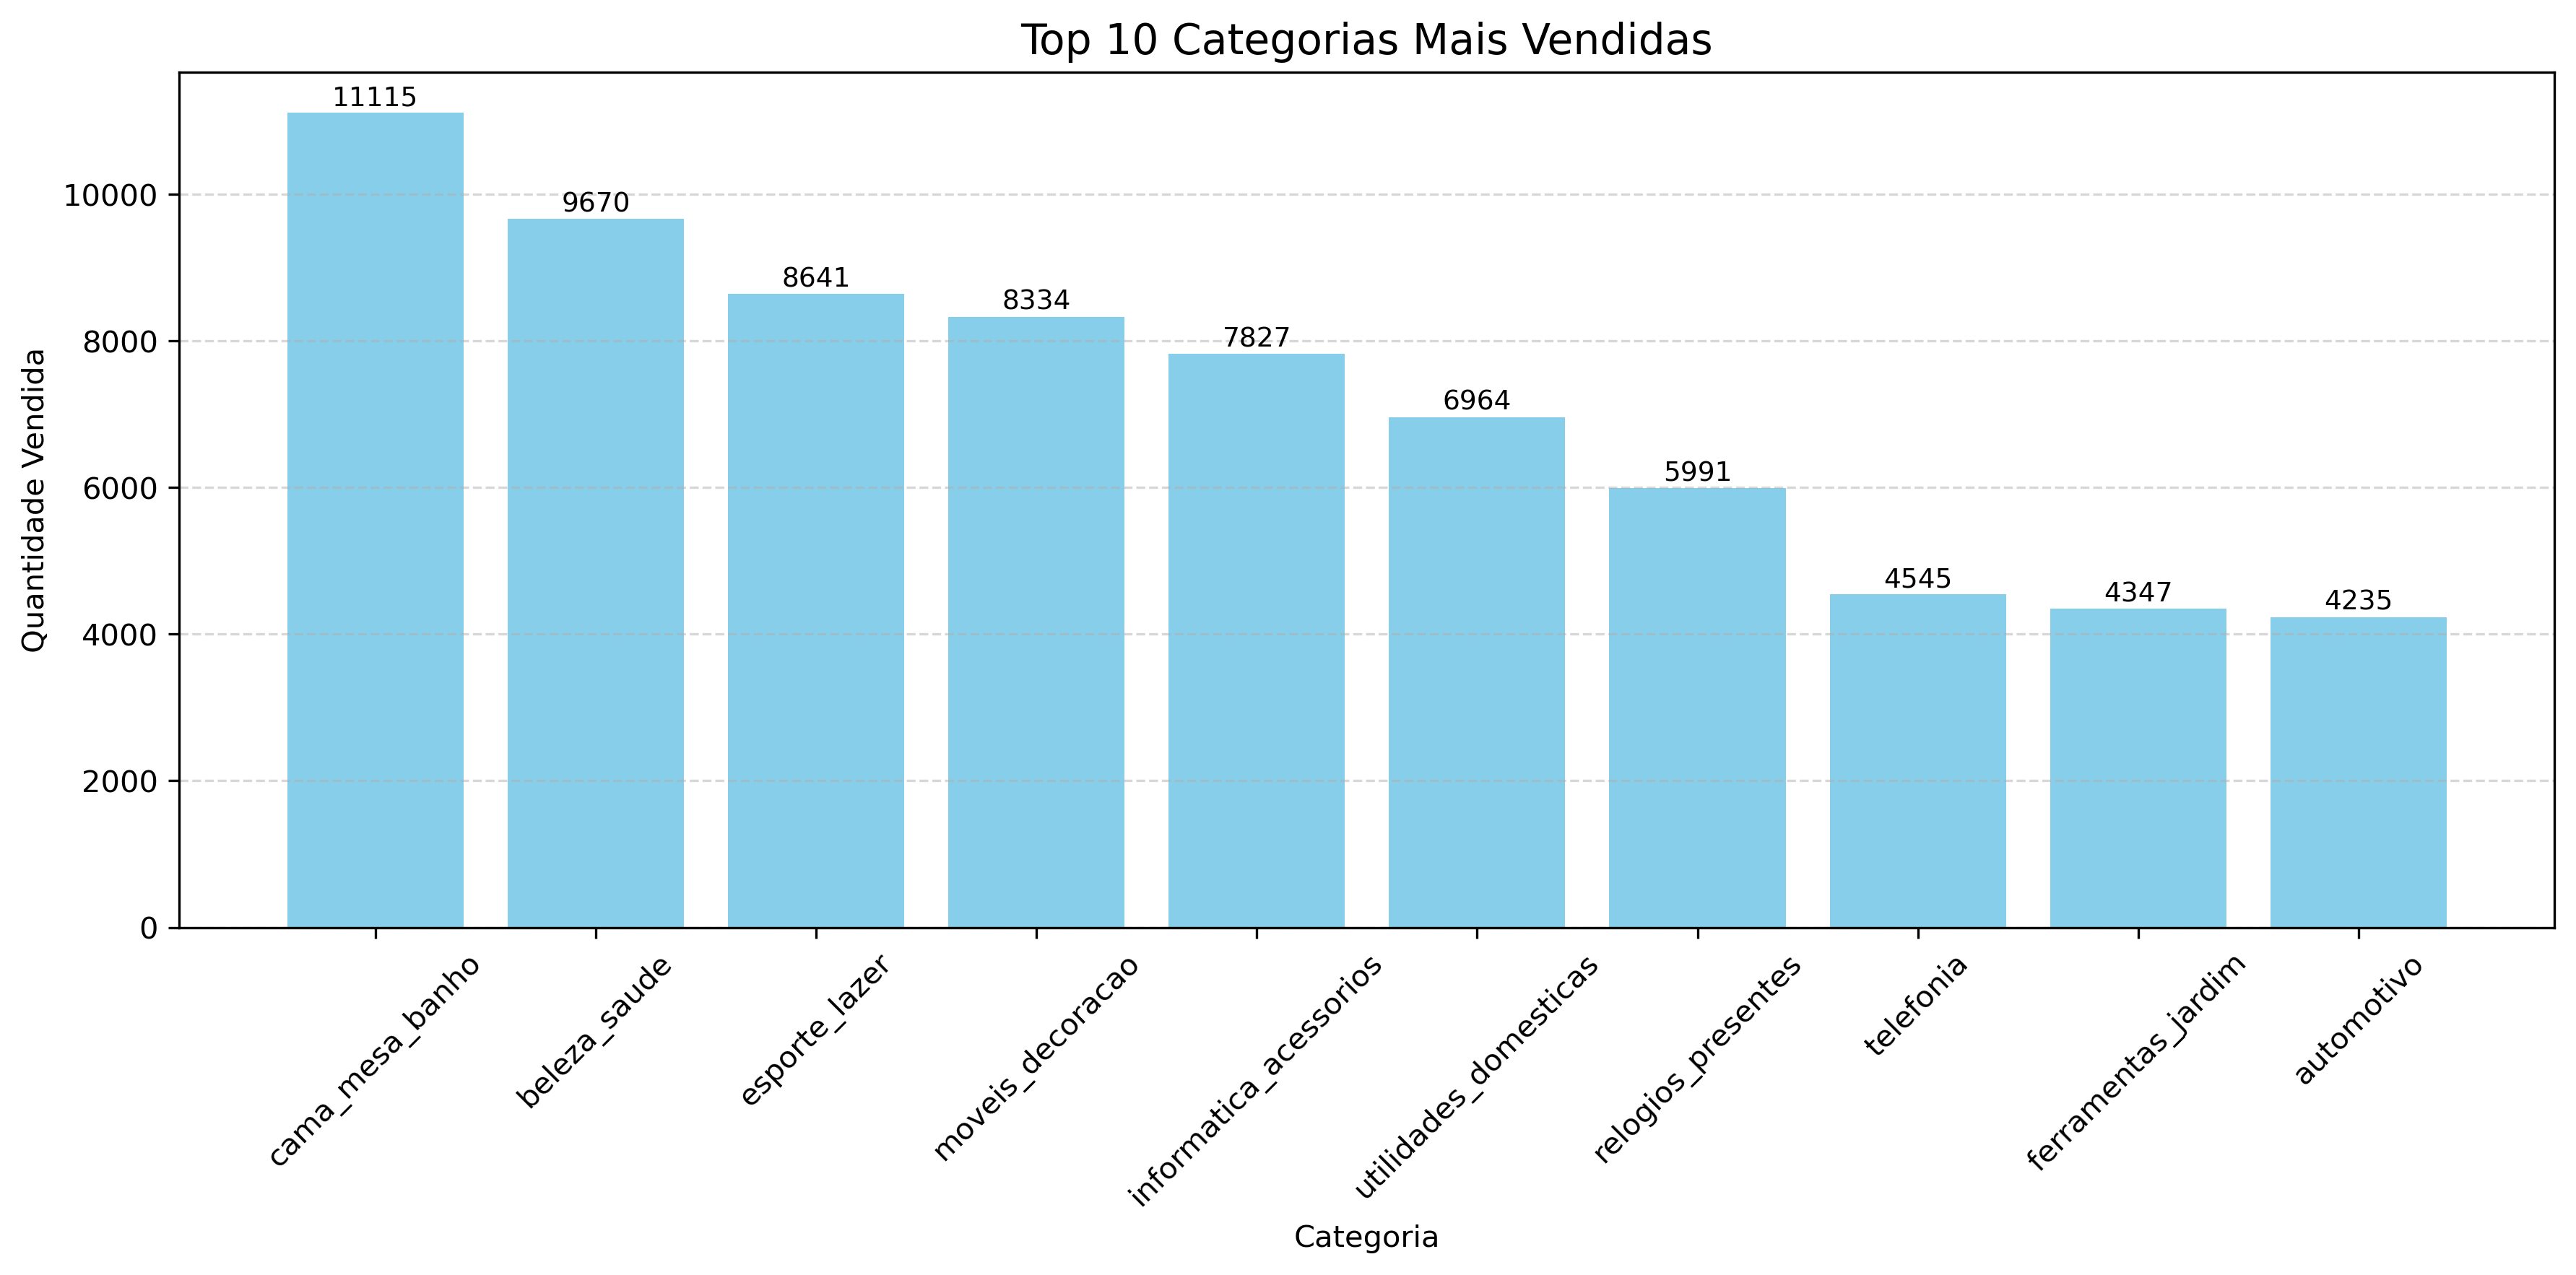 Top 10 Categorias Mais Vendidas
Quantidade Vendida
10000
8000
6000
4000
2000
0
11115
9670
8641
8334
7827
6964
5991
4545
4347
4235
cama_mesa_banho
beleza_saude
esporte_lazer
moveis_decoracao
informatica_acessorios
utilidades_domesticas
relogios_presentes
telefonia
ferramentas_jardim
automotivo
Categoria